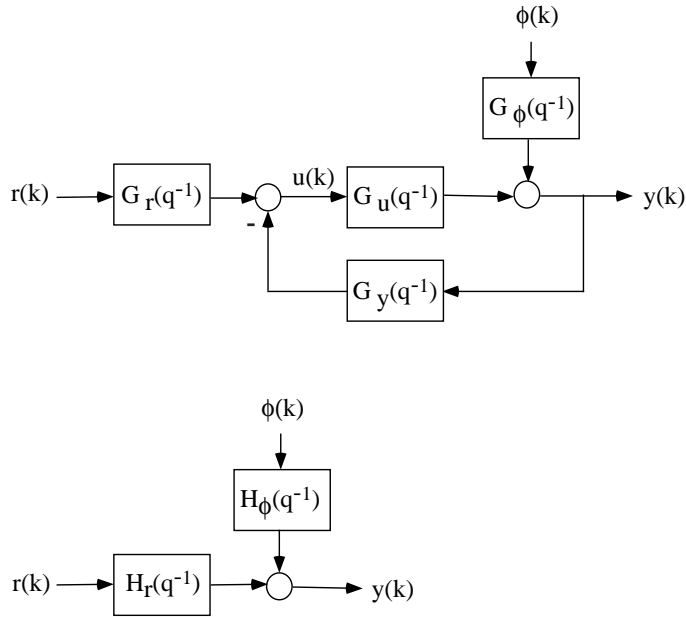 ϕ(k)
G ϕ(q⁻¹)
r(k)
G r(q⁻¹)
u(k)
G u(q⁻¹)
y(k)
-
G y(q⁻¹)
ϕ(k)
Hϕ(q⁻¹)
r(k)
Hr(q⁻¹)
y(k)